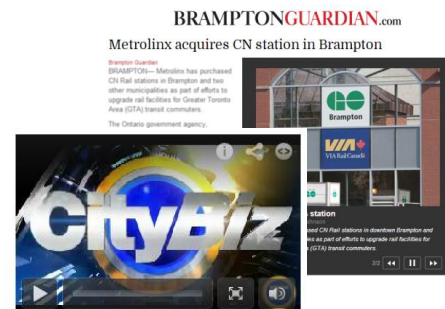 BRAMPTONGUARDIAN.com
Metrolinx acquires CN station in Brampton
Brampton Guardian
BRAMPTON— Metrolinx has purchased
CN Rail stations in Brampton and two
other municipalities as part of efforts to
upgrade rail facilities for Greater Toronto
Area (GTA) transit commuters.
The Ontario government agency,
GO
Brampton
VIA
VIA Rail Canada
GO
station
sed CN Rail stations in downtown Brampton and
ies as part of efforts to upgrade rail facilities for
(GTA) transit commuters.
2/2
CityBiz